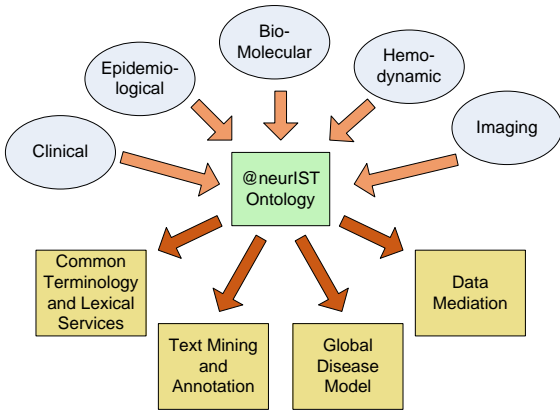 Bio-
Molecular
Epidemio-
logical
Hemo-
dynamic
Clinical
Imaging
@neurIST
Ontology
Common
Terminology
and Lexical
Services
Data
Mediation
Text Mining
and
Annotation
Global
Disease
Model